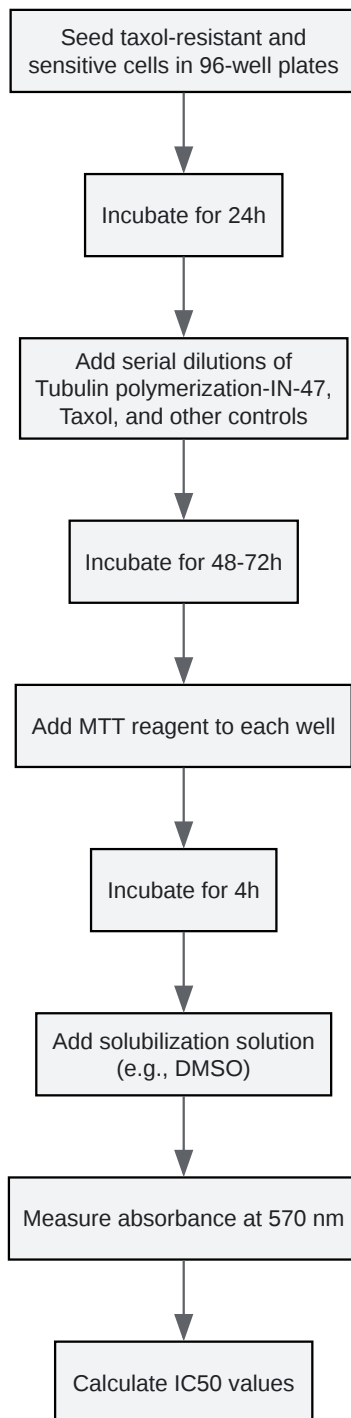 Seed taxol-resistant and
sensitive cells in 96-well plates
Incubate for 24h
Add serial dilutions of
Tubulin polymerization-IN-47,
Taxol, and other controls
Incubate for 48-72h
Add MTT reagent to each well
Incubate for 4h
Add solubilization solution
(e.g., DMSO)
Measure absorbance at 570 nm
Calculate IC50 values